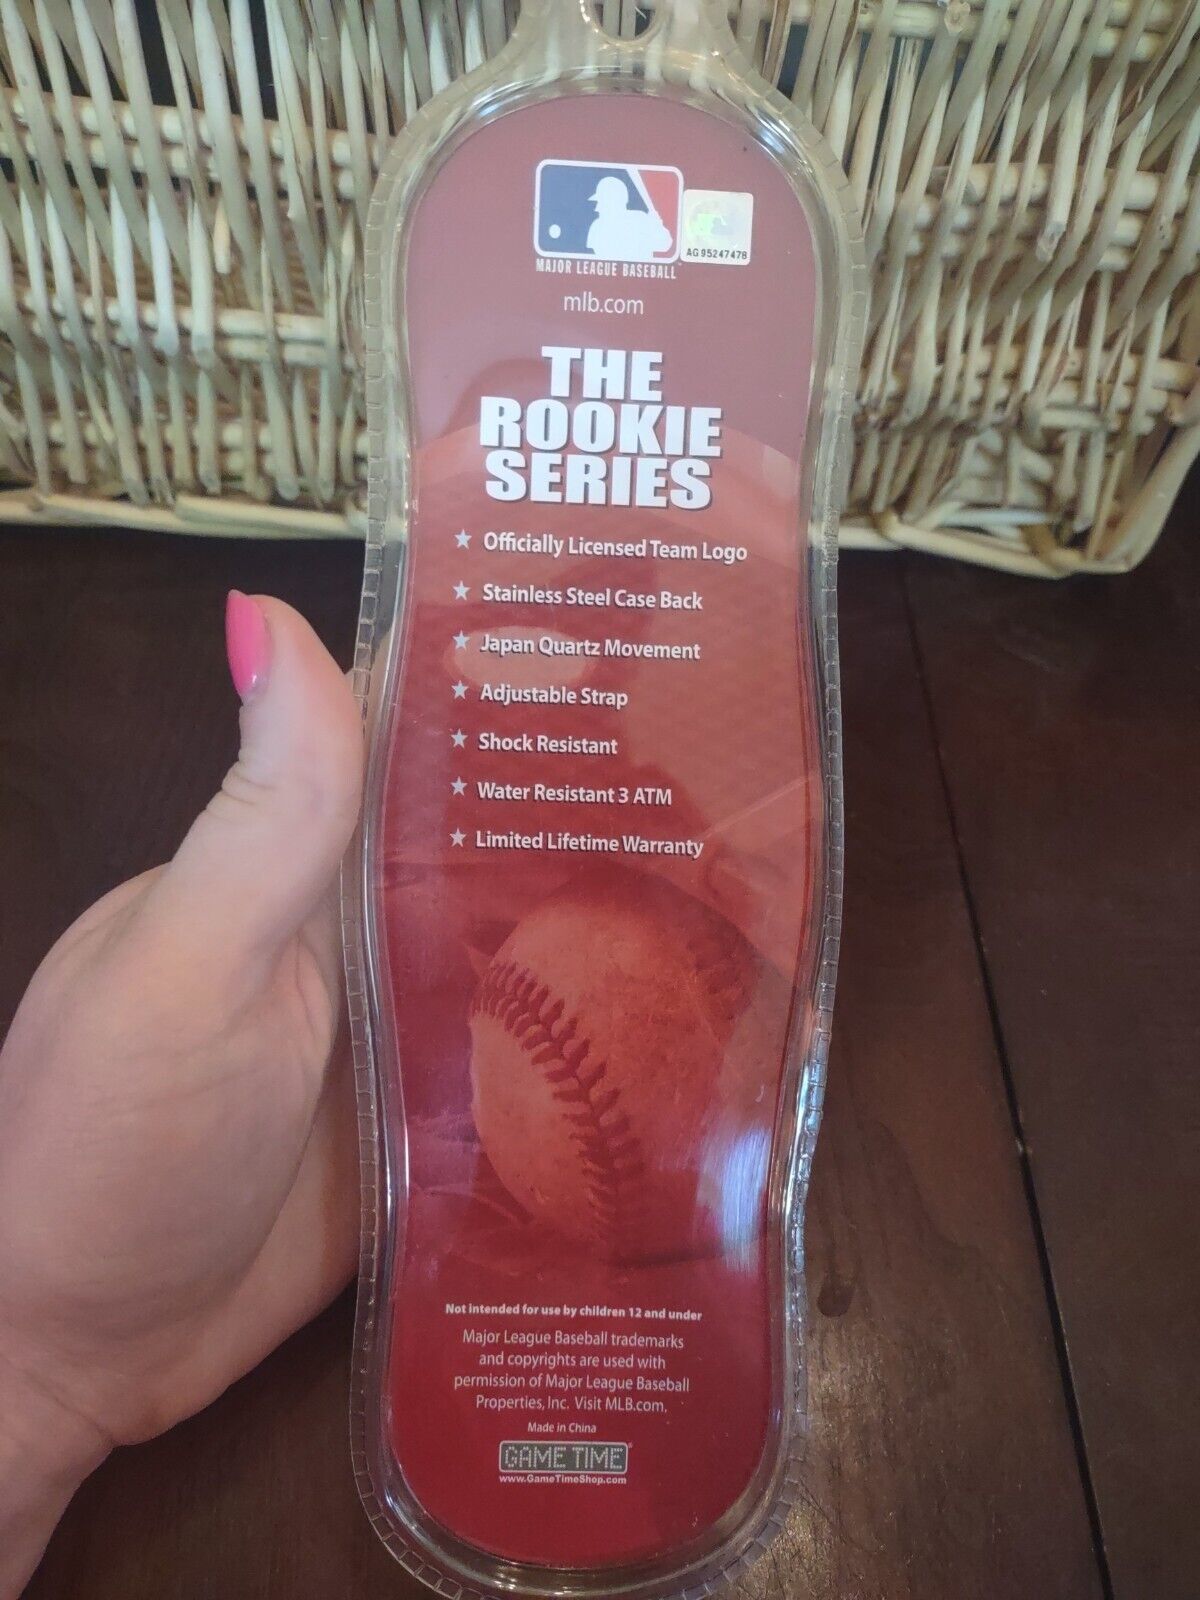 MAJOR LEAGUE BASEBALL
AG 95247478
mlb.com
THE
ROOKIE
SERIES
★ Officially Licensed Team Logo
★ Stainless Steel Case Back
★ Japan Quartz Movement
★ Adjustable Strap
★ Shock Resistant
★ Water Resistant 3 ATM
★ Limited Lifetime Warranty
Not intended for use by children 12 and under
Major League Baseball trademarks
and copyrights are used with
permission of Major League Baseball
Properties, Inc. Visit MLB.com.
Made in China
GAME TIME
www.GameTimeShop.com